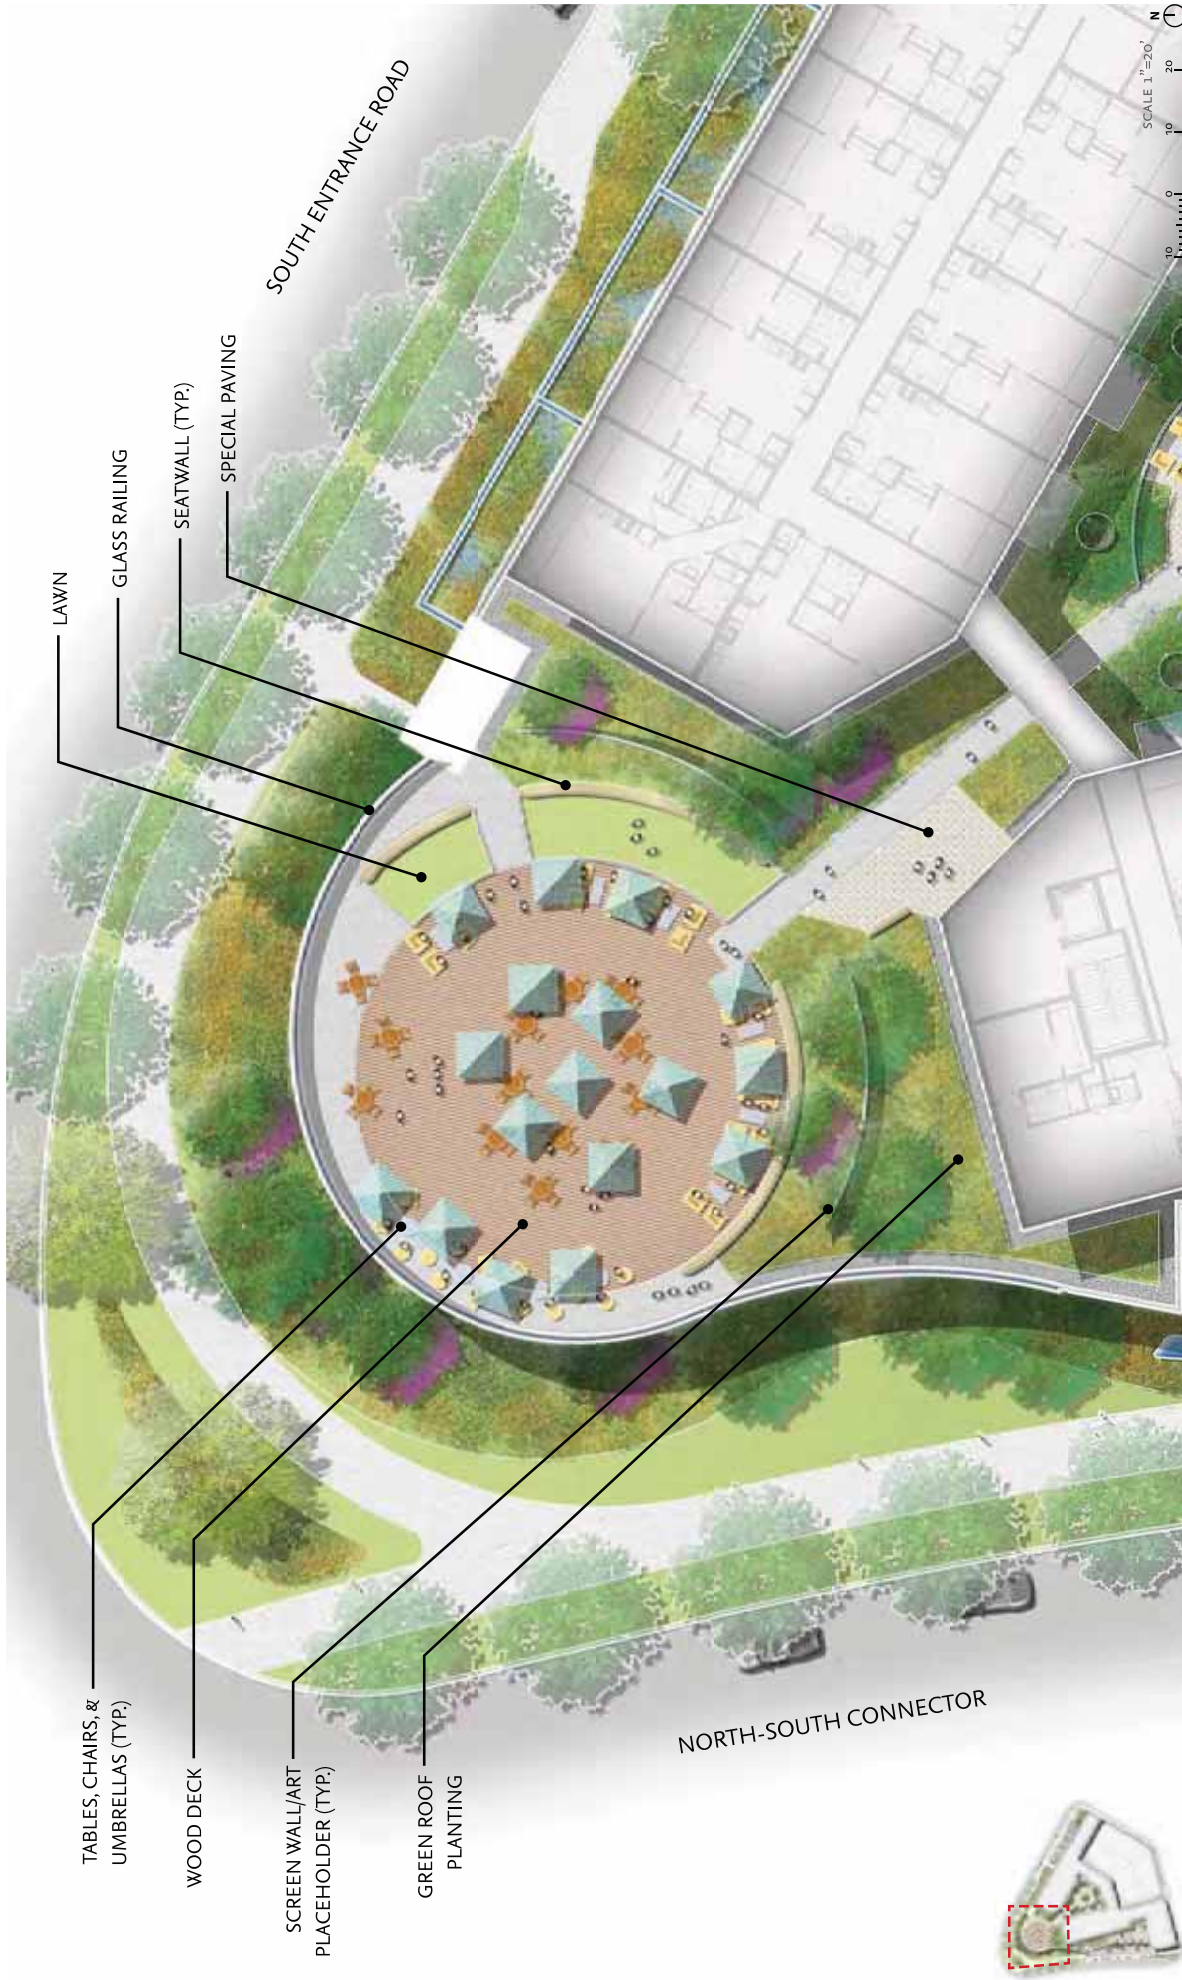 LAWN
GLASS RAILING
SEATWALL (TYP.)
SPECIAL PAVING
SOUTH ENTRANCE ROAD
TABLES, CHAIRS, &
UMBRELLAS (TYP.)
WOOD DECK
SCREEN WALL/ART
PLACEHOLDER (TYP.)
GREEN ROOF
PLANTING
NORTH-SOUTH CONNECTOR
N
SCALE 1"=20'
10 0 10 20